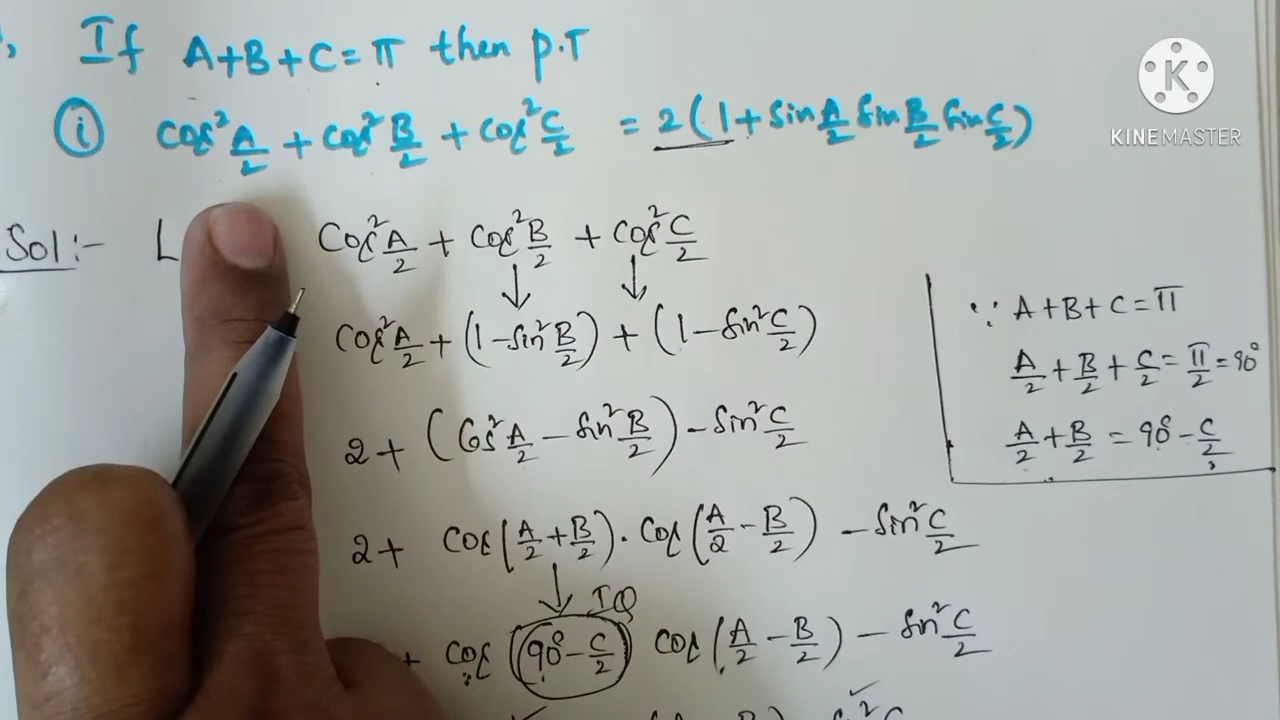 , If A+B+C=π then p.T
(i) cos²A/2 + cos²B/2 + cos²C/2 = 2(1+sin A/2 sin B/2 sin C/2)
KINEMASTER
Sol:- L cos²A/2 + cos²B/2 + cos²C/2
cos²A/2 + (1-sin²B/2) + (1-sin²C/2)
2+ (cos²A/2 - sin²B/2) - sin²C/2
2+ cos(A/2+B/2). cos(A/2-B/2) - sin²C/2
IQ
+ cos (90°-C/2) cos(A/2-B/2) - sin²C/2
∵ A+B+C=π
A/2+B/2+C/2=π/2=90°
A/2+B/2=90°-C/2